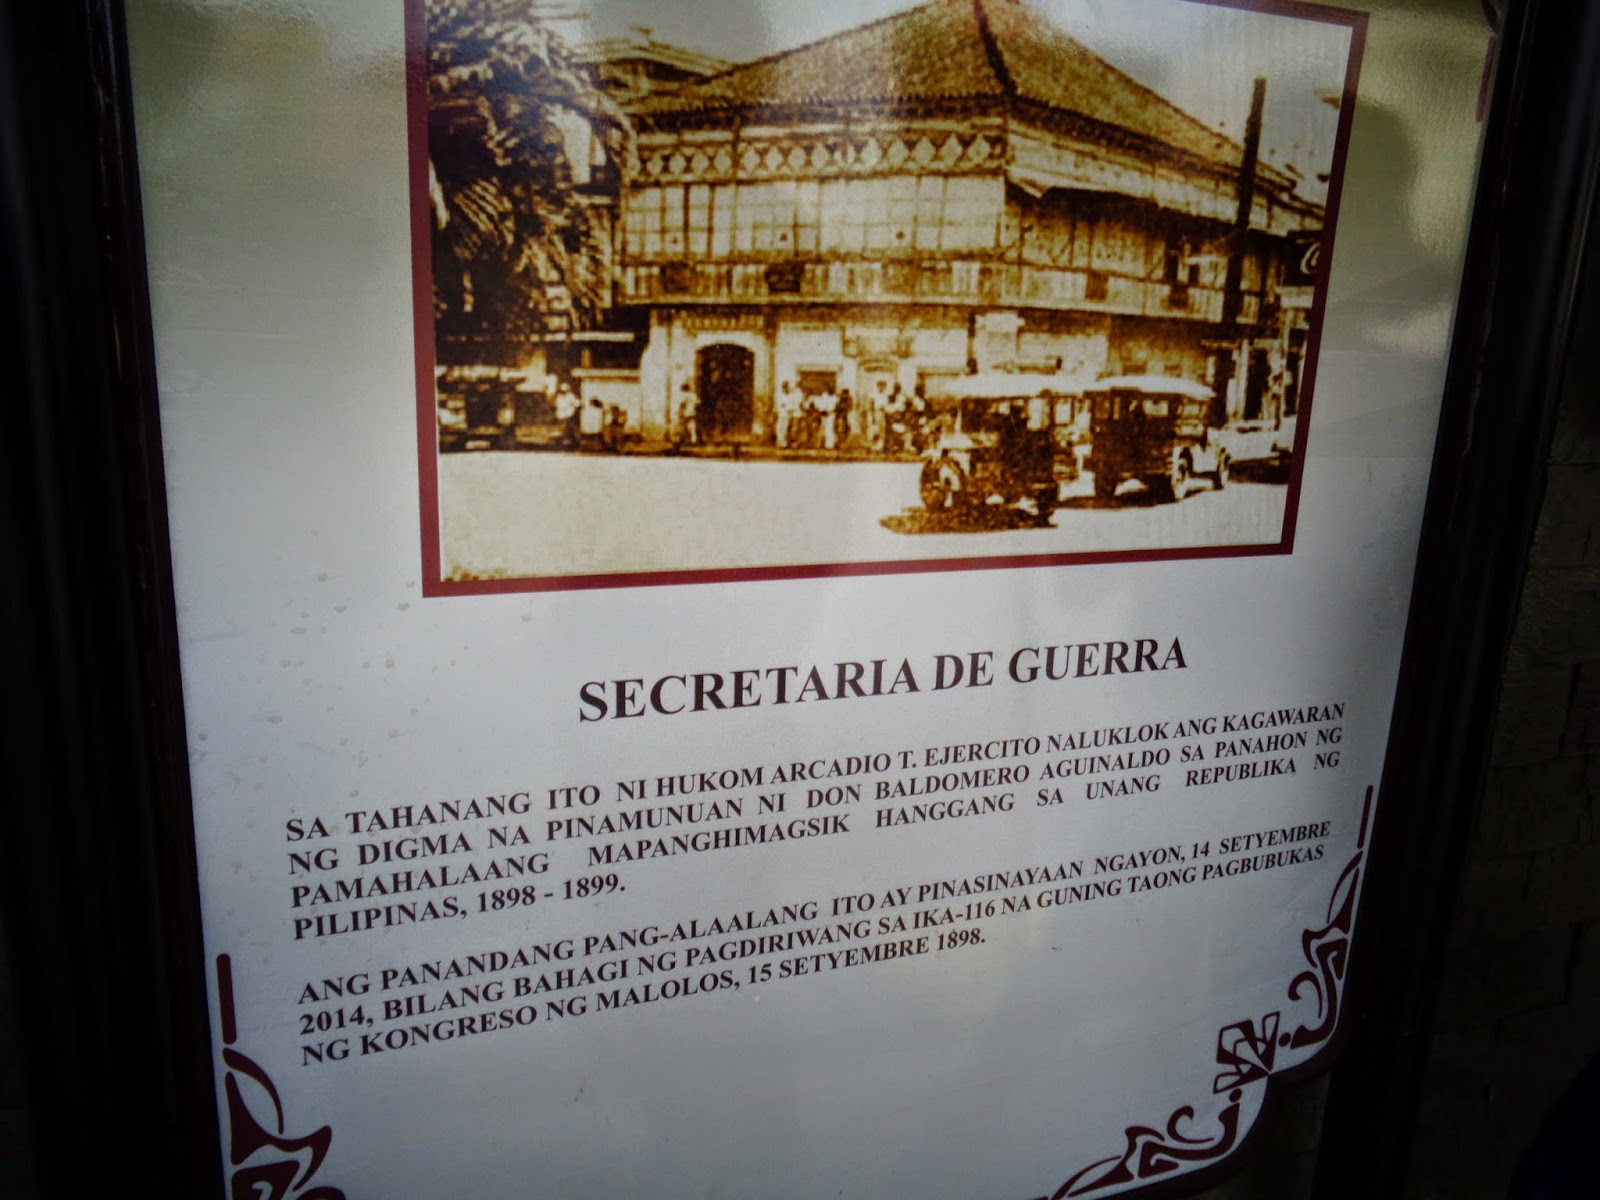 SECRETARIA DE GUERRA
SA TAHANANG ITO NI HUKOM ARCADIO T. EJERCITO NALUKLOK ANG KAGAWARAN
NG DIGMA NA PINAMUNUAN NI DON BALDOMERO AGUINALDO SA PANAHON NG
PAMAHALAANG MAPANGHIMAGSIK HANGGANG SA UNANG REPUBLIKA NG
PILIPINAS, 1898 - 1899.
ANG PANANDANG PANG-ALAALANG ITO AY PINASINAYAAN NGAYON, 14 SETYEMBRE
2014, BILANG BAHAGI NG PAGDIRIWANG SA IKA-116 NA GUNING TAONG PAGBUBUKAS
NG KONGRESO NG MALOLOS, 15 SETYEMBRE 1898.